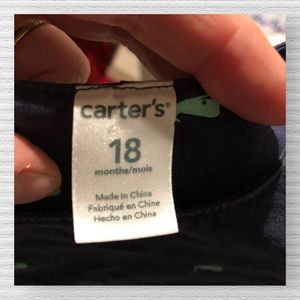 carter's®
18
months/mois
Made in China
Fabriqué en Chine
Hecho en China